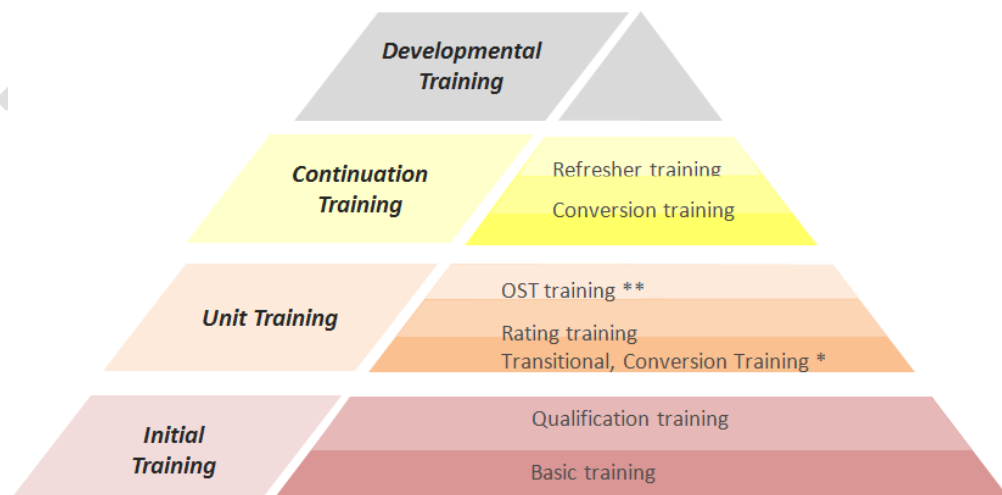 Developmental
Training
Continuation
Training
Refresher training
Conversion training
Unit Training
OST training **
Rating training
Transitional, Conversion Training *
Initial
Training
Qualification training
Basic training